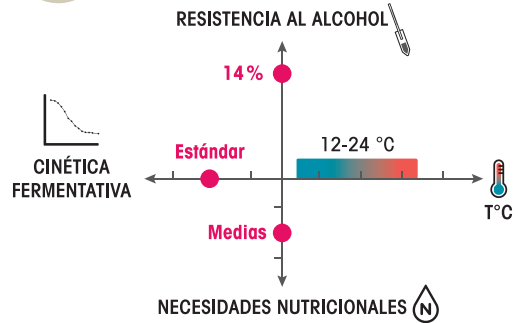 RESISTENCIA AL ALCOHOL
14%
Estándar
12-24 °C
CINÉTICA
FERMENTATIVA
T°C
Medias
NECESIDADES NUTRICIONALES N